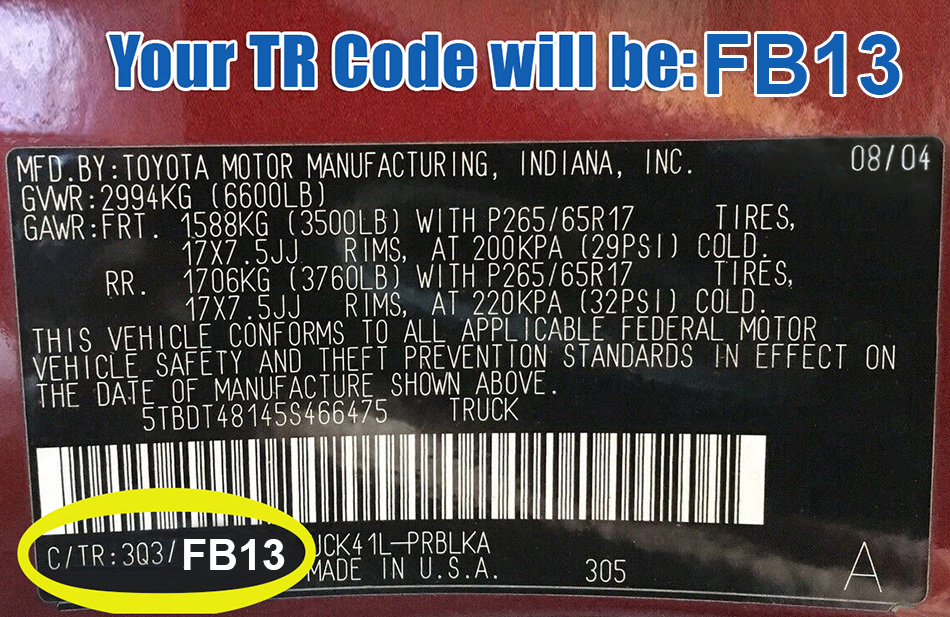 Your TR Code will be: FB13
MFD.BY:TOYOTA MOTOR MANUFACTURING, INDIANA, INC. 08/04
GVWR:2994KG (6600LB)
GAWR:FRT. 1588KG (3500LB) WITH P265/65R17 TIRES,
17X7.5JJ RIMS, AT 200KPA (29PSI) COLD.
RR. 1706KG (3760LB) WITH P265/65R17 TIRES,
17X7.5JJ RIMS, AT 220KPA (32PSI) COLD.
THIS VEHICLE CONFORMS TO ALL APPLICABLE FEDERAL MOTOR
VEHICLE SAFETY AND THEFT PREVENTION STANDARDS IN EFFECT ON
THE DATE OF MANUFACTURE SHOWN ABOVE.
5TBDT48145S466475 TRUCK
C/TR:3Q3/FB13 UCK41L-PRBLKA
MADE IN U.S.A. 305 A